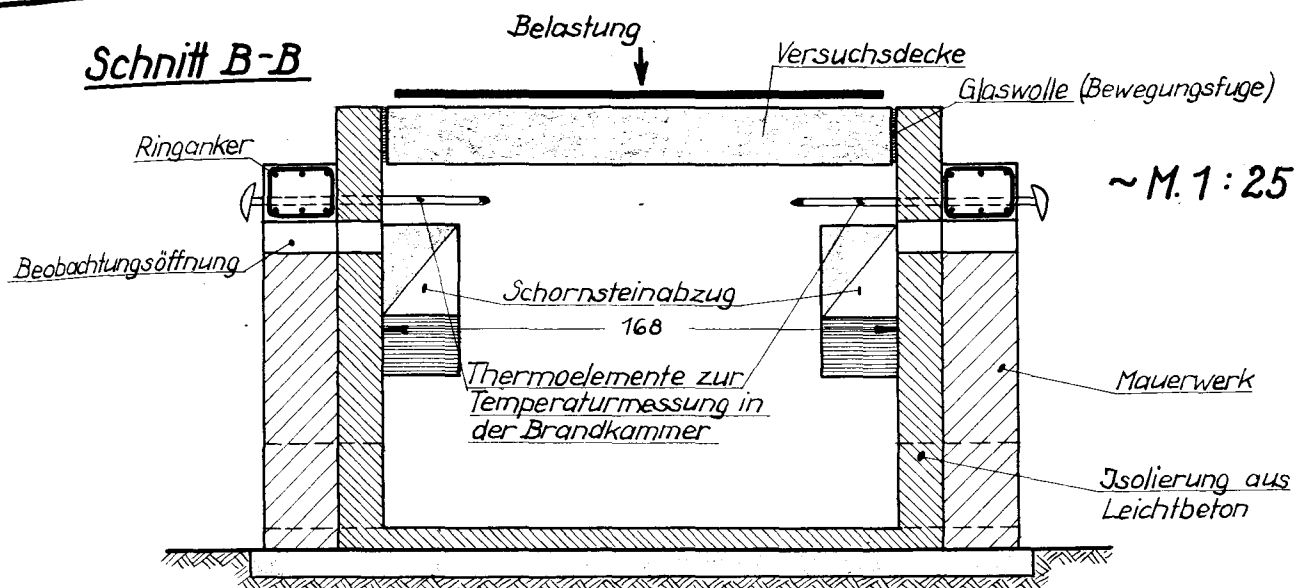 Belastung
Schnitt B-B
Versuchsdecke
Glaswolle (Bewegungsfuge)
Ringanker
~ M. 1 : 25
Beobachtungsöffnung
Schornsteinabzug
168
Thermoelemente zur
Temperaturmessung in
der Brandkammer
Mauerwerk
Isolierung aus
Leichtbeton